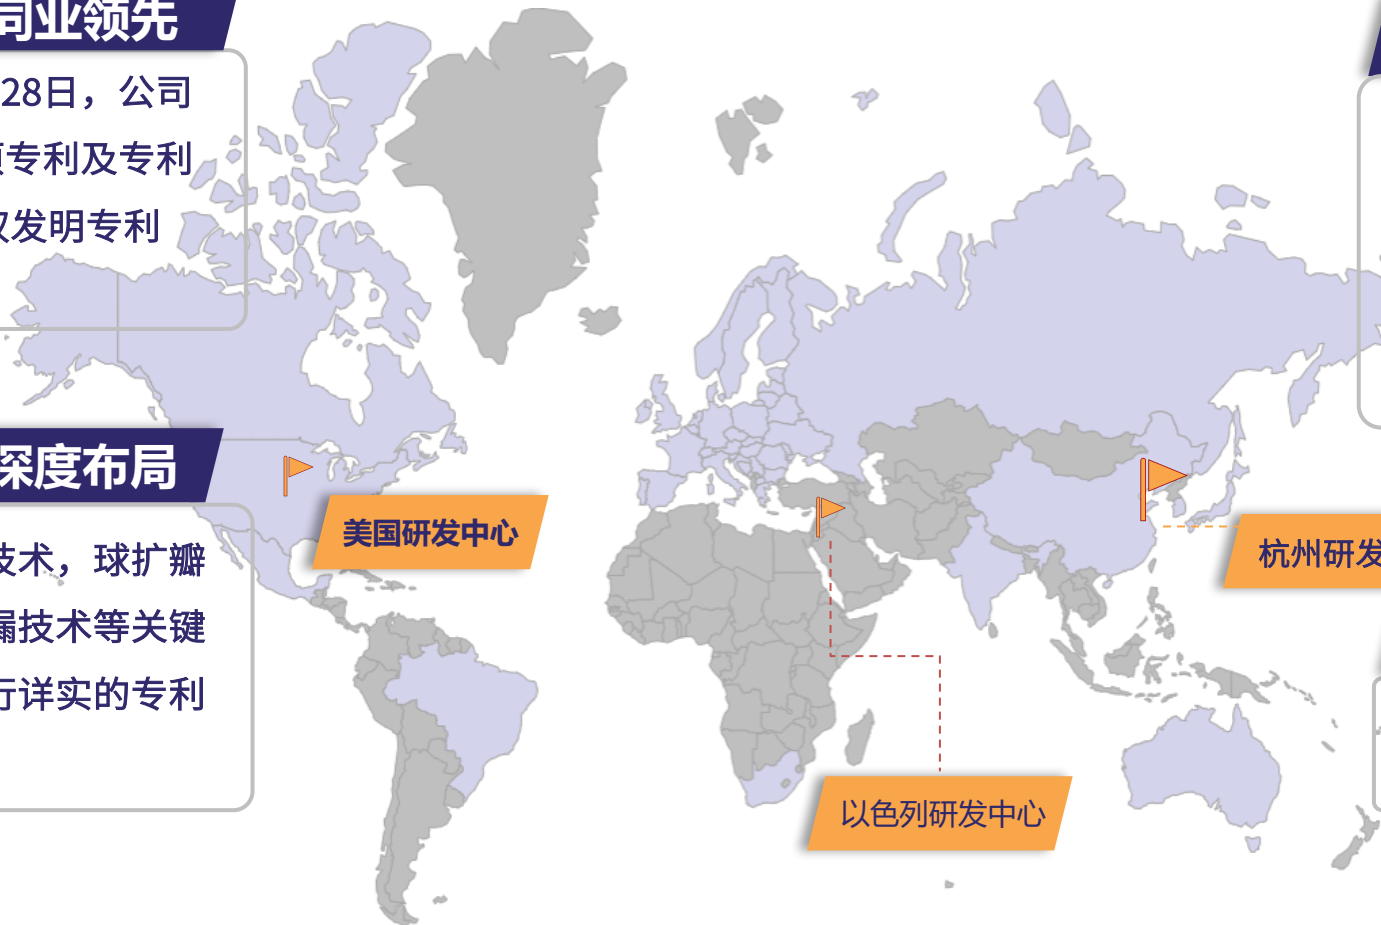 同业领先
28日，公司
专利及专利
发明专利
深度布局
技术，球扩瓣
漏技术等关键
行详实的专利
美国研发中心
杭州研发
以色列研发中心